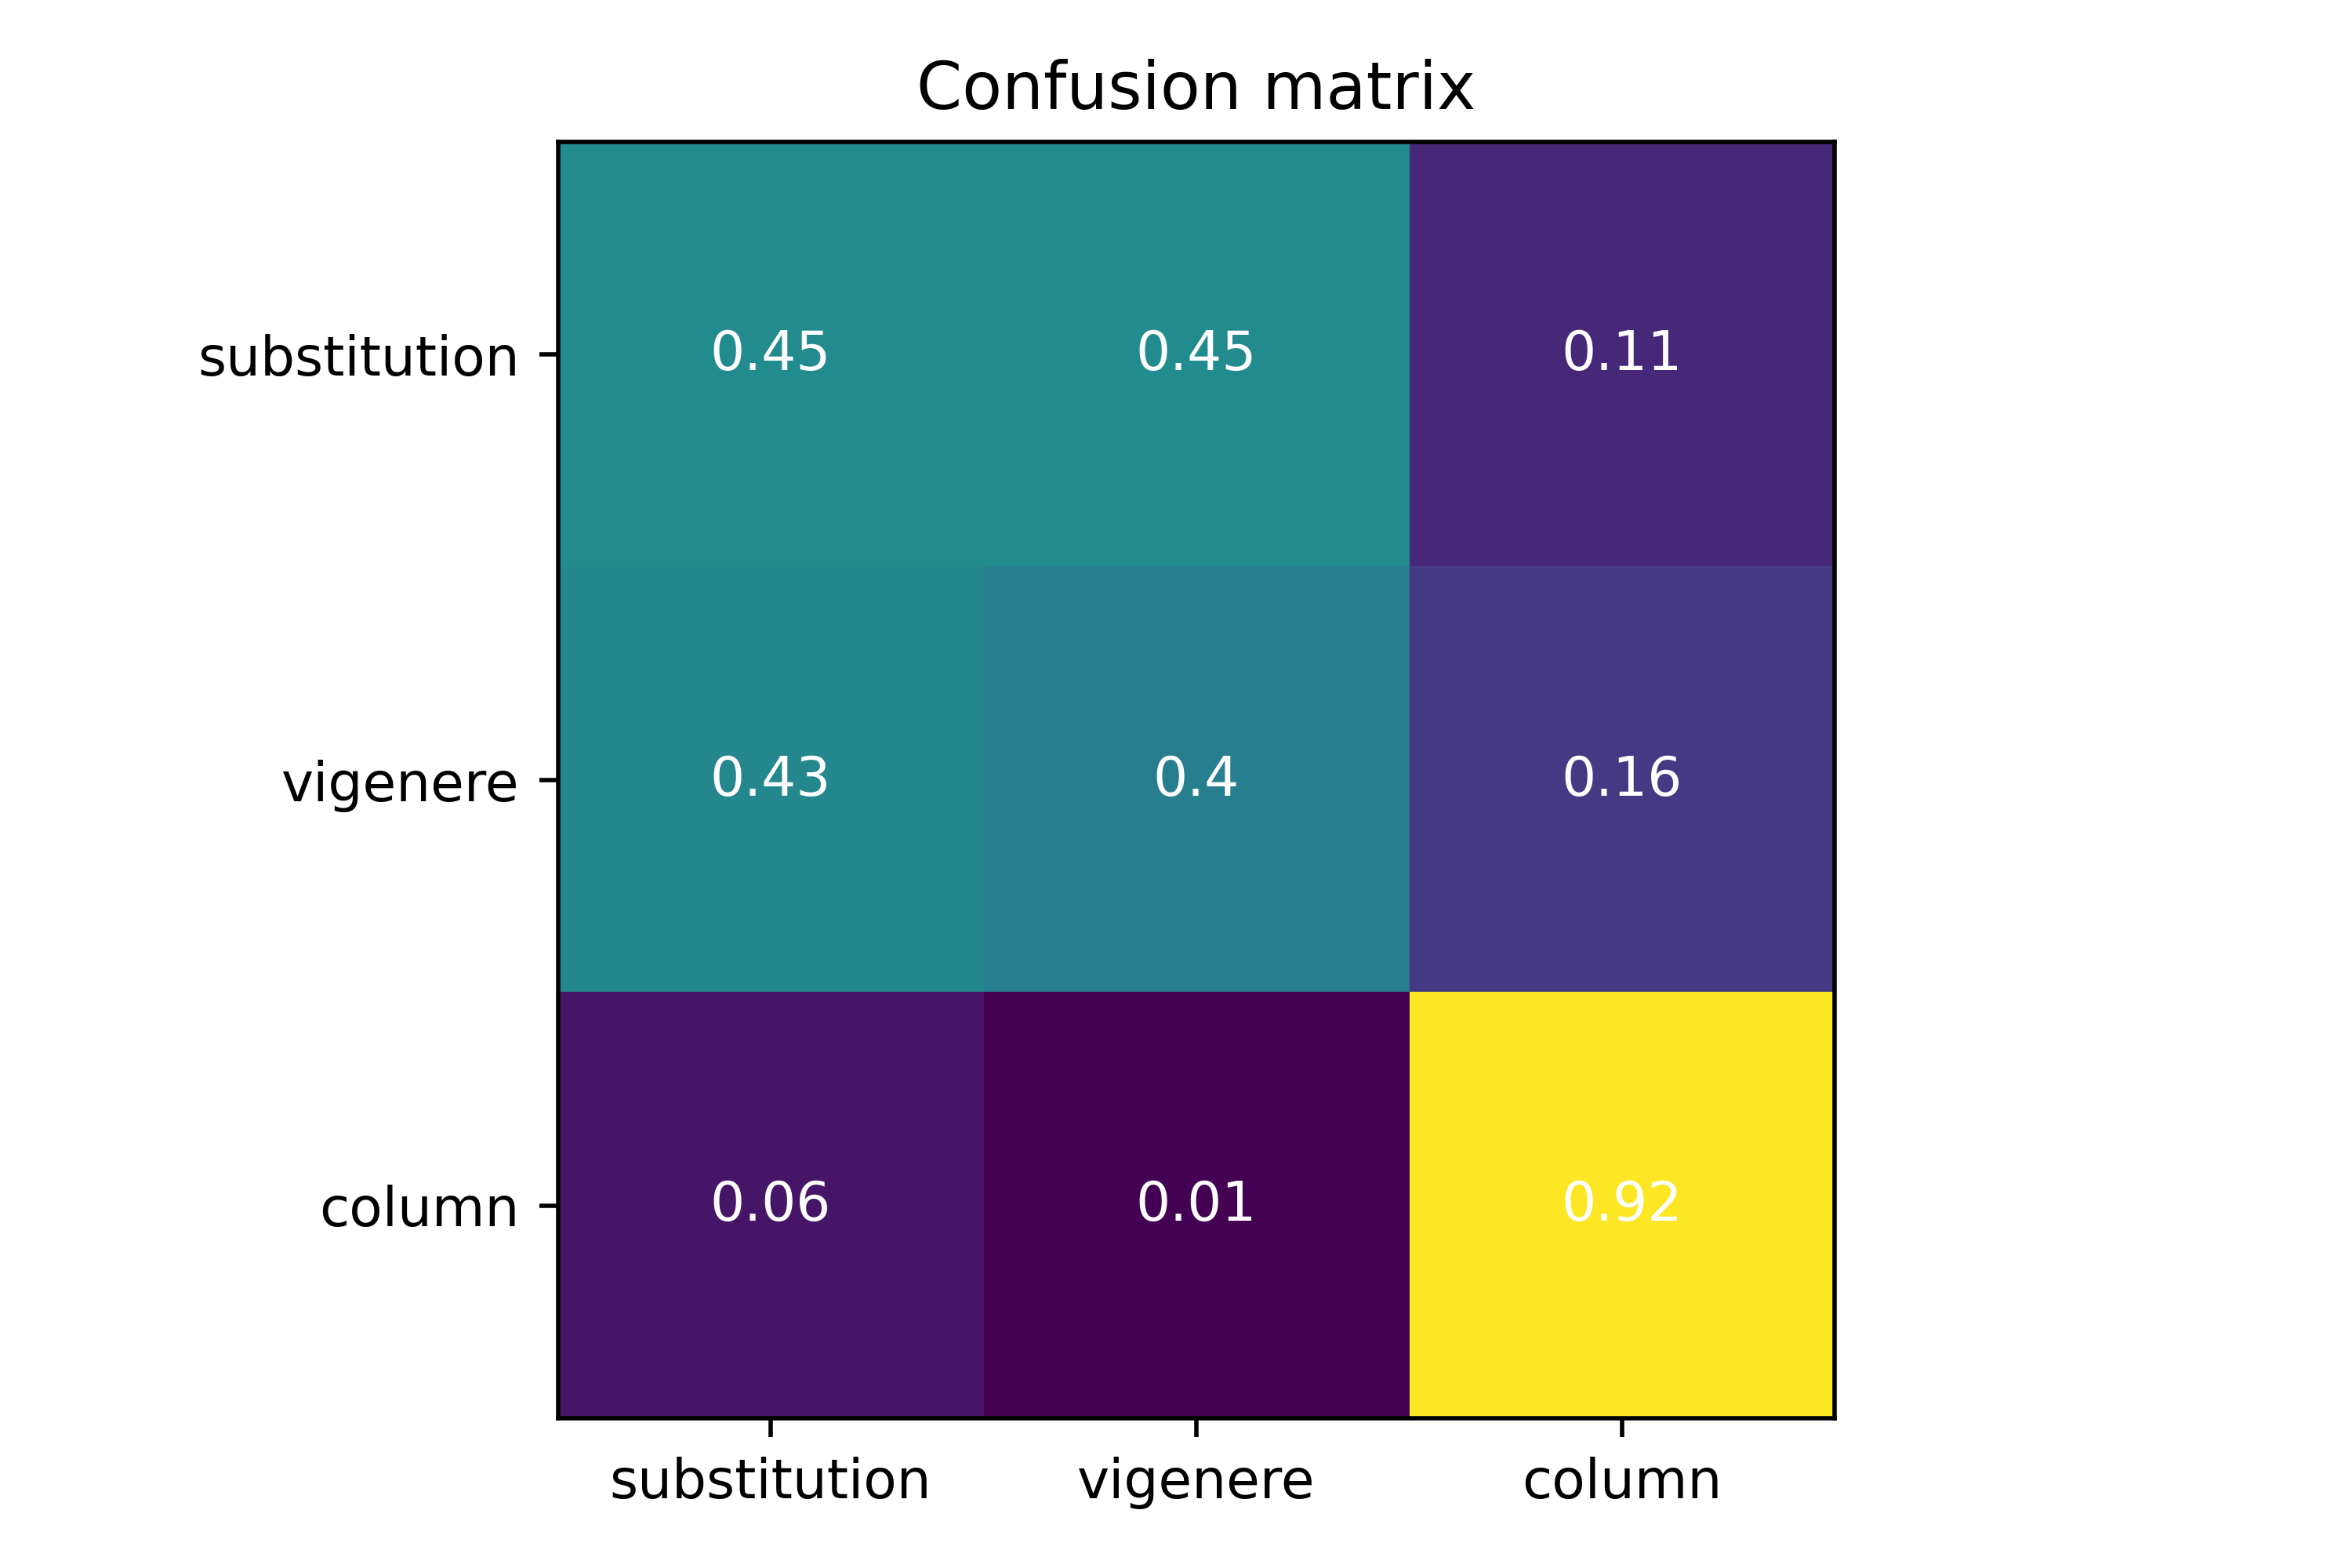 Confusion matrix
substitution 0.45 0.45 0.11
vigenere 0.43 0.4 0.16
column 0.06 0.01 0.92
substitution vigenere column